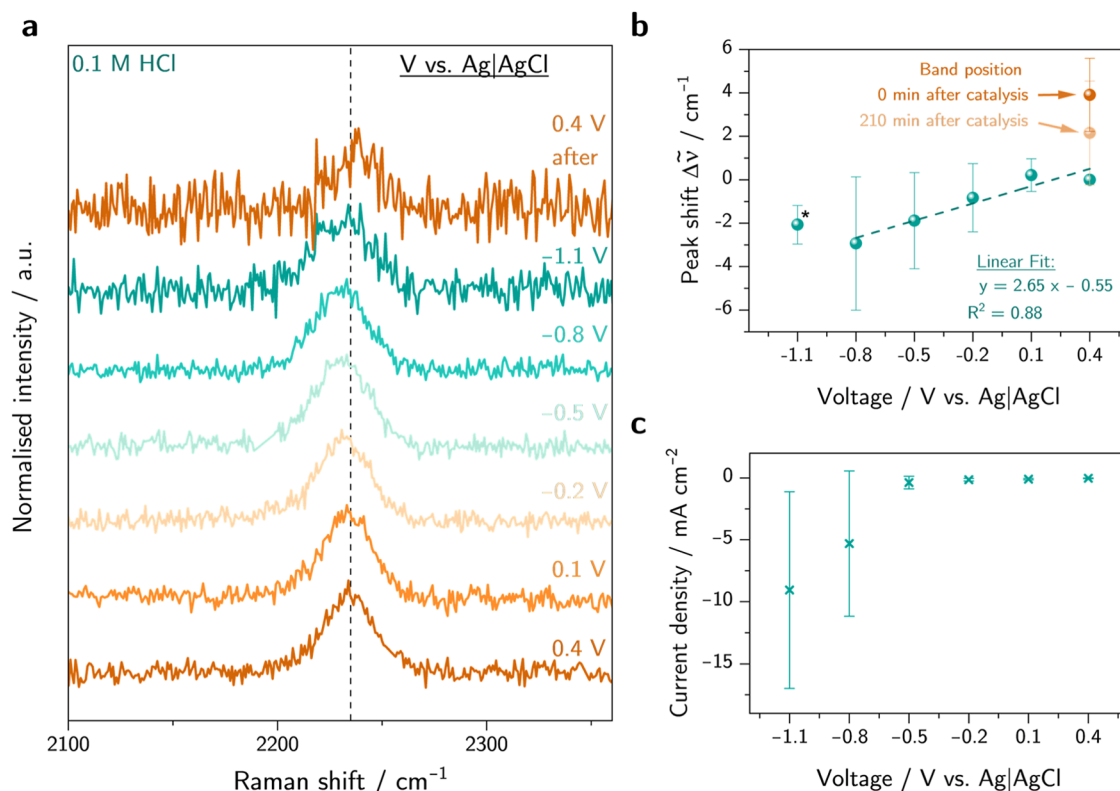 a
0.1 M HCl
V vs. Ag|AgCl
0.4 V
after
−1.1 V
−0.8 V
−0.5 V
−0.2 V
0.1 V
0.4 V
Normalised intensity / a.u.
2100
2200
2300
Raman shift / cm⁻¹
b
Band position
0 min after catalysis
210 min after catalysis
*
Linear Fit:
y = 2.65 x − 0.55
R² = 0.88
Peak shift Δν̃ / cm⁻¹
6
4
2
0
-2
-4
-6
−1.1
−0.8
−0.5
−0.2
0.1
0.4
Voltage / V vs. Ag|AgCl
c
Current density / mA cm⁻²
0
−5
−10
−15
−1.1
−0.8
−0.5
−0.2
0.1
0.4
Voltage / V vs. Ag|AgCl